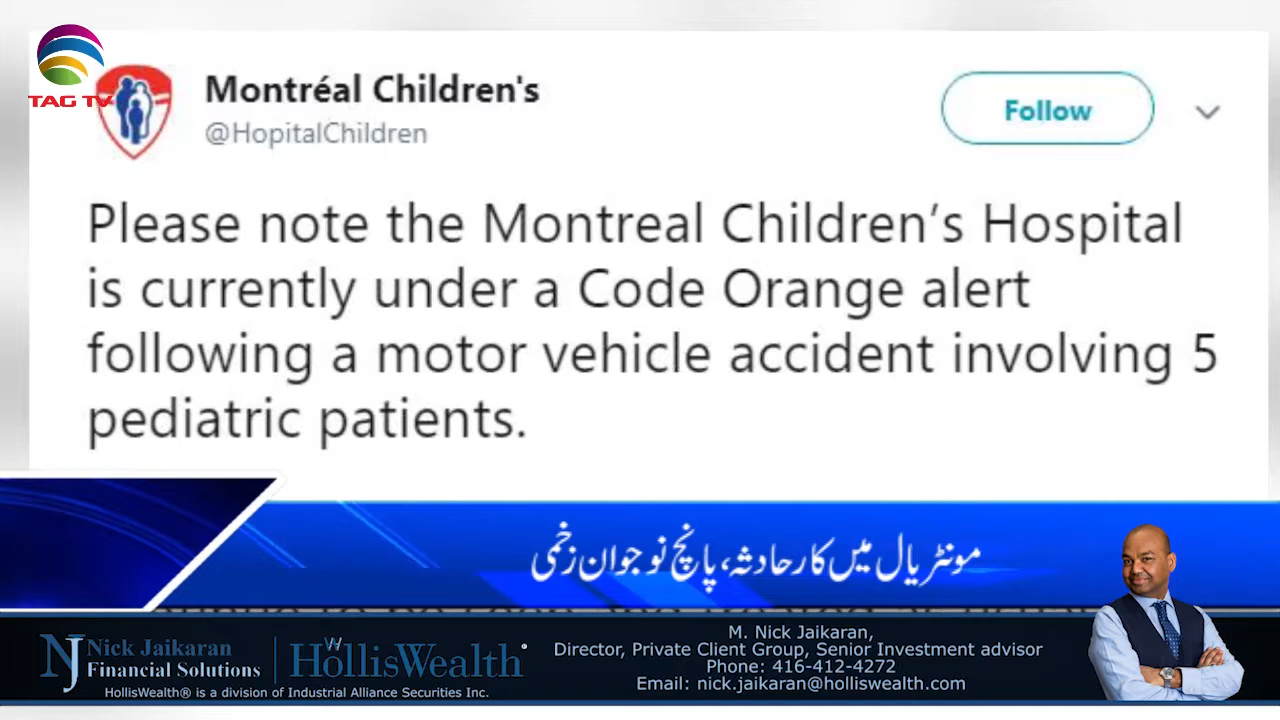 TAG TV
Montréal Children's
@HopitalChildren
Follow
Please note the Montreal Children's Hospital
is currently under a Code Orange alert
following a motor vehicle accident involving 5
pediatric patients.
مونٹریال میں کار حادثہ، پانچ نوجوان زخمی
NJ Nick Jaikaran
Financial Solutions
HollisWealth
HollisWealth® is a division of Industrial Alliance Securities Inc.
M. Nick Jaikaran,
Director, Private Client Group, Senior Investment advisor
Phone: 416-412-4272
Email: nick.jaikaran@holliswealth.com